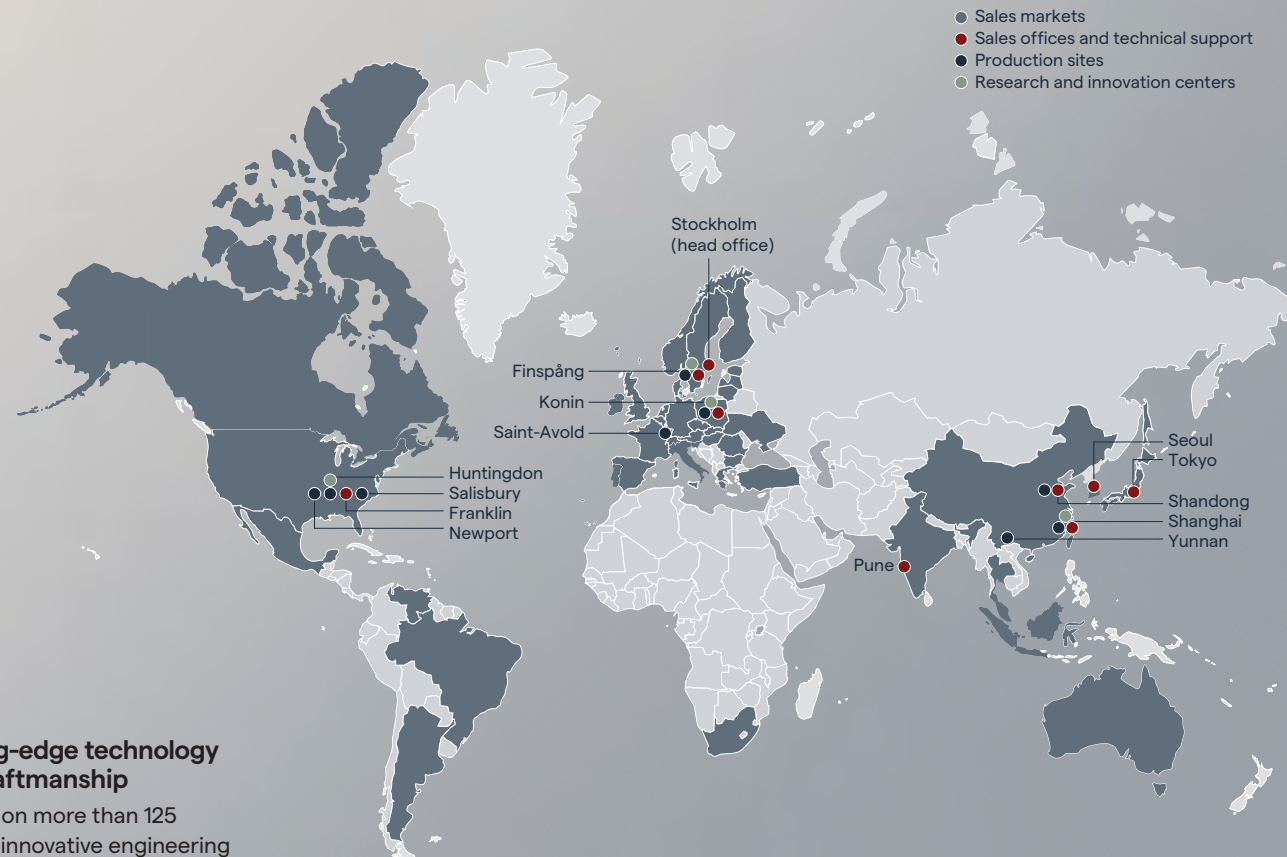 Sales markets
Sales offices and technical support
Production sites
Research and innovation centers
Stockholm
(head office)
Finspång
Konin
Saint-Avold
Huntingdon
Salisbury
Franklin
Newport
Seoul
Tokyo
Shandong
Shanghai
Yunnan
Pune
g-edge technology
aftmanship
on more than 125
innovative engineering